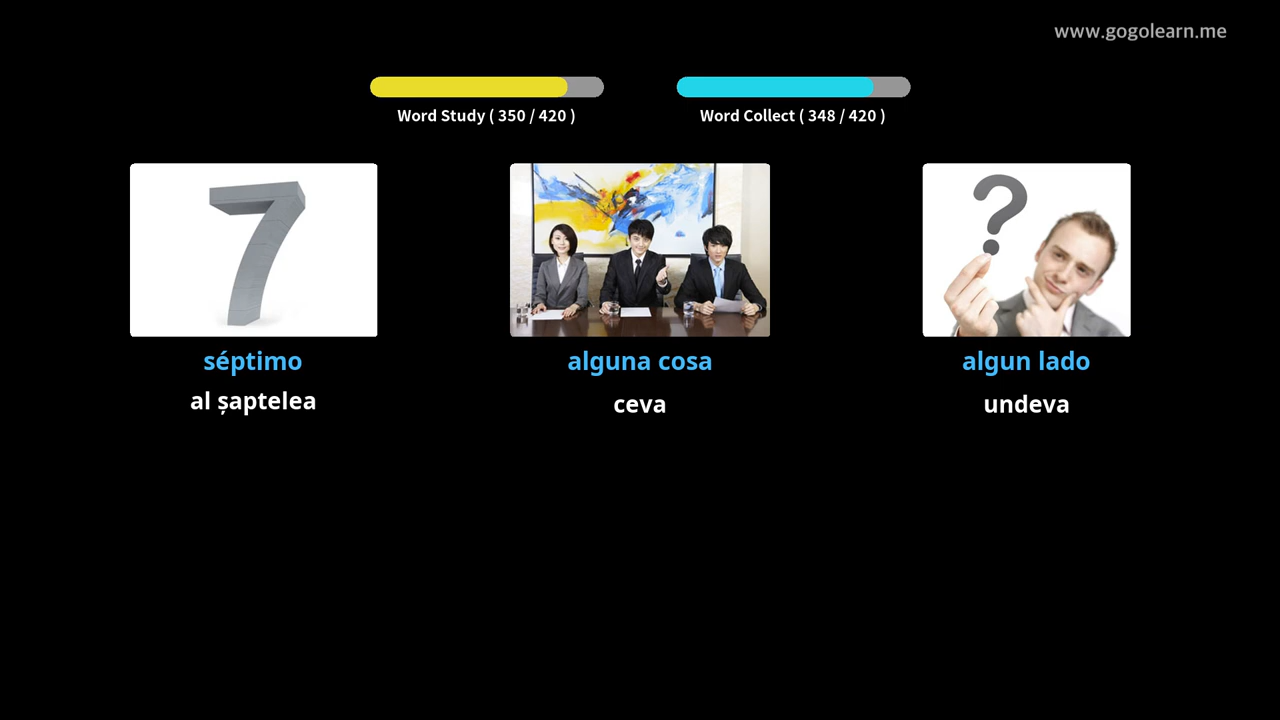 www.gogolearn.me
Word Study ( 350 / 420 )
Word Collect ( 348 / 420 )
7
?
séptimo
alguna cosa
algun lado
al șaptelea
ceva
undeva